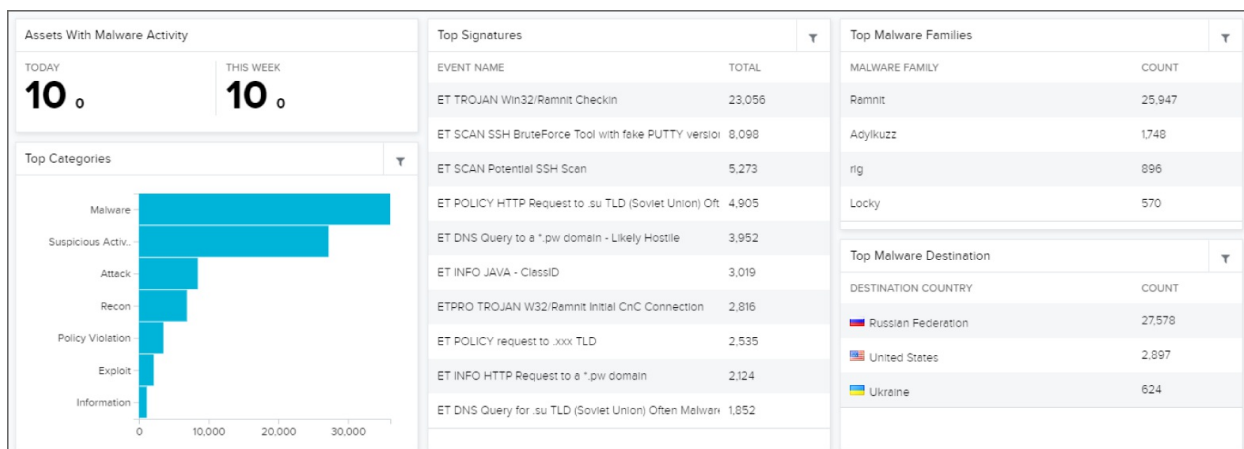 Assets With Malware Activity
TODAY
10 0
THIS WEEK
10 0
Top Categories
Malware
Suspicious Activ..
Attack
Recon
Policy Violation
Exploit
Information
0 10,000 20,000 30,000
Top Signatures
EVENT NAME TOTAL
ET TROJAN Win32/Ramnit Checkin 23,056
ET SCAN SSH BruteForce Tool with fake PUTTY version 8,098
ET SCAN Potential SSH Scan 5,273
ET POLICY HTTP Request to .su TLD (Soviet Union) Oft 4,905
ET DNS Query to a *.pw domain - Likely Hostile 3,952
ET INFO JAVA - ClassID 3,019
ETPRO TROJAN W32/Ramnit Initial CnC Connection 2,816
ET POLICY request to .xxx TLD 2,535
ET INFO HTTP Request to a *.pw domain 2,124
ET DNS Query for .su TLD (Soviet Union) Often Malware 1,852
Top Malware Families
MALWARE FAMILY COUNT
Ramnit 25,947
Adylkuzz 1,748
rig 896
Locky 570
Top Malware Destination
DESTINATION COUNTRY COUNT
Russian Federation 27,578
United States 2,897
Ukraine 624